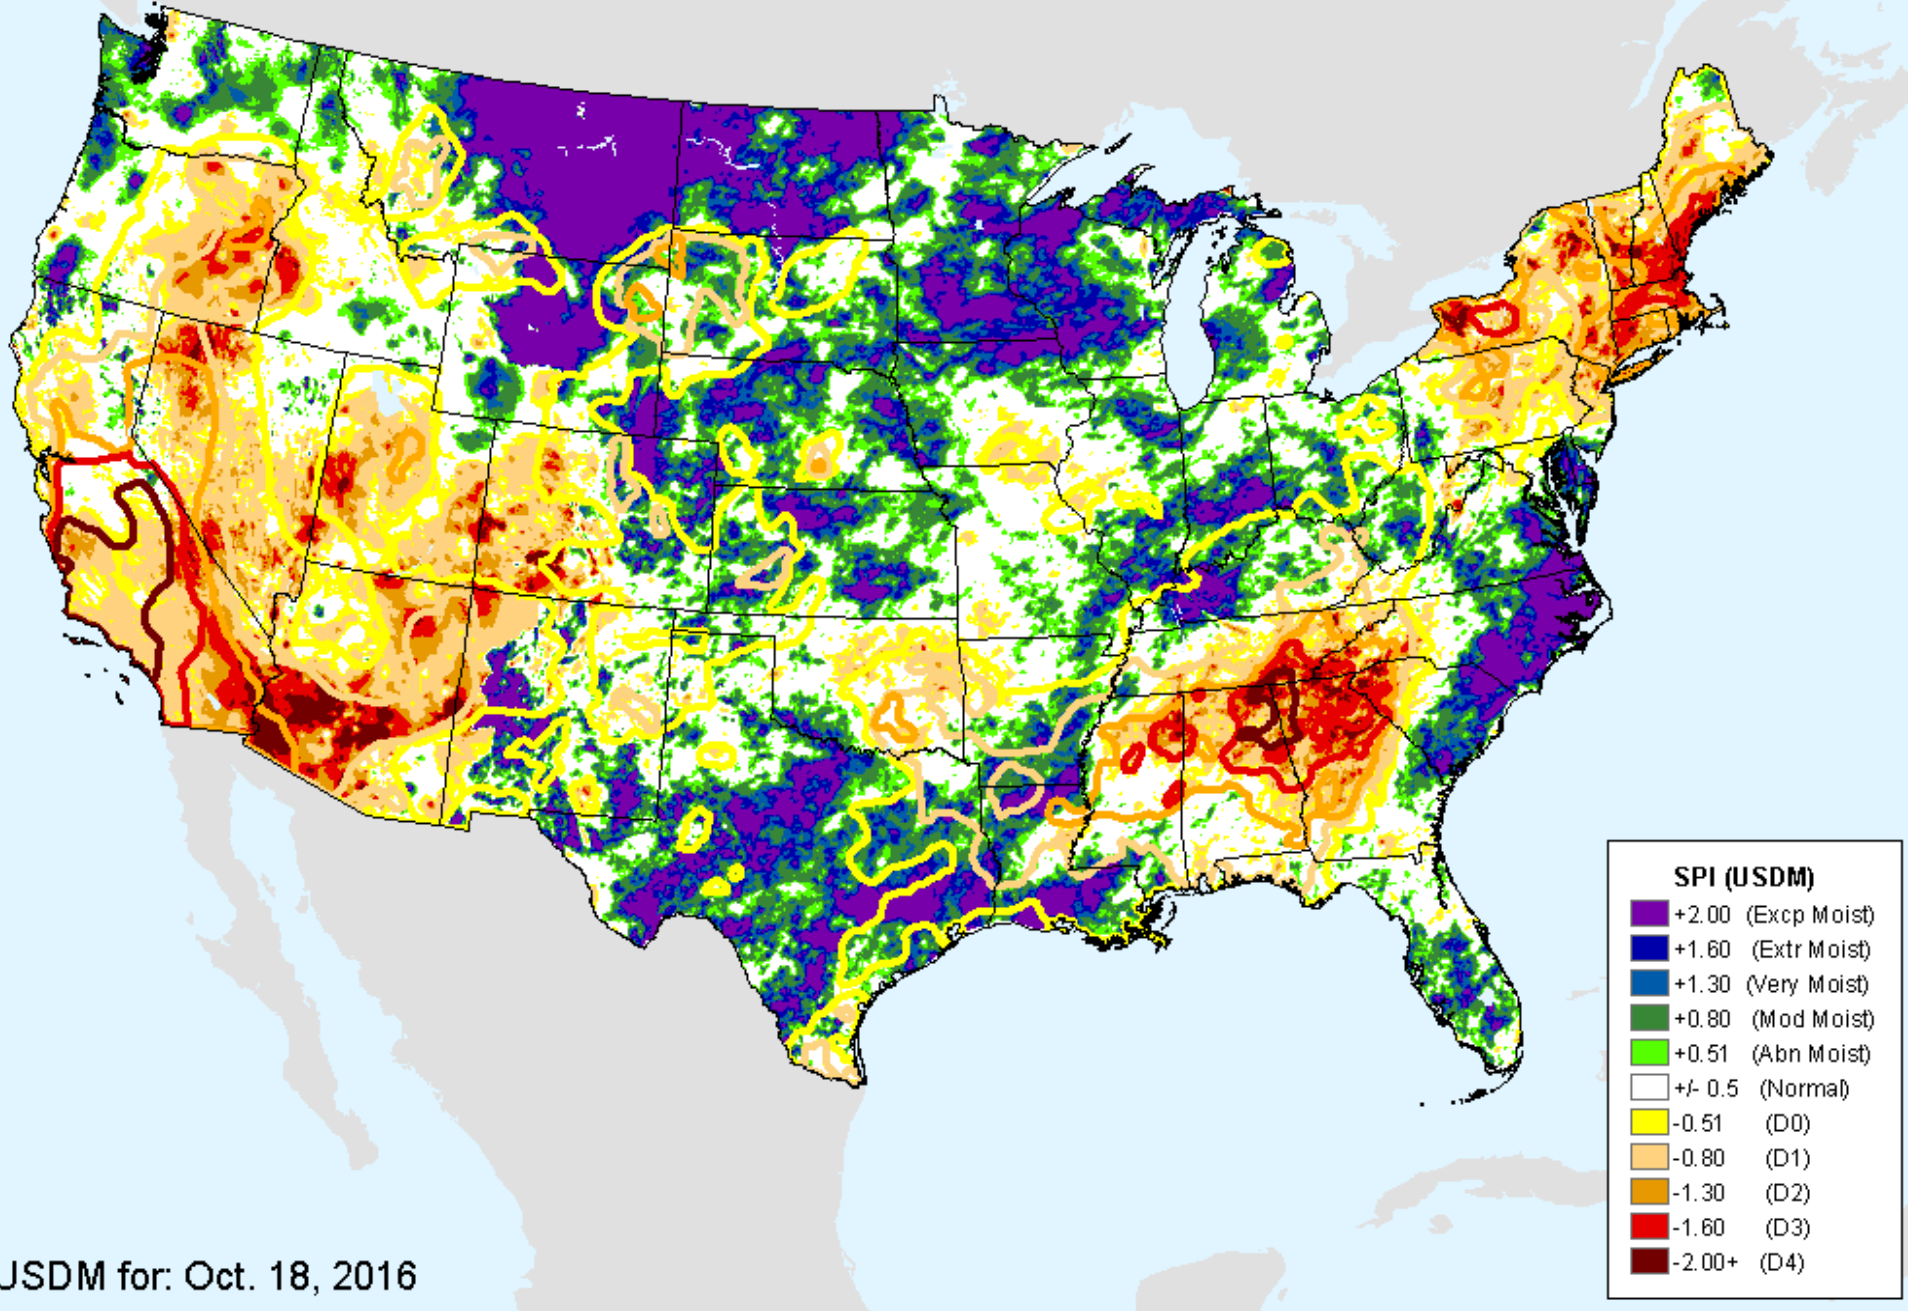 SPI (USDM)
+2.00 (Excp Moist)
+1.60 (Extr Moist)
+1.30 (Very Moist)
+0.80 (Mod Moist)
+0.51 (Abn Moist)
+/- 0.5 (Normal)
-0.51 (D0)
-0.80 (D1)
-1.30 (D2)
-1.60 (D3)
-2.00+ (D4)
USDM for: Oct. 18, 2016